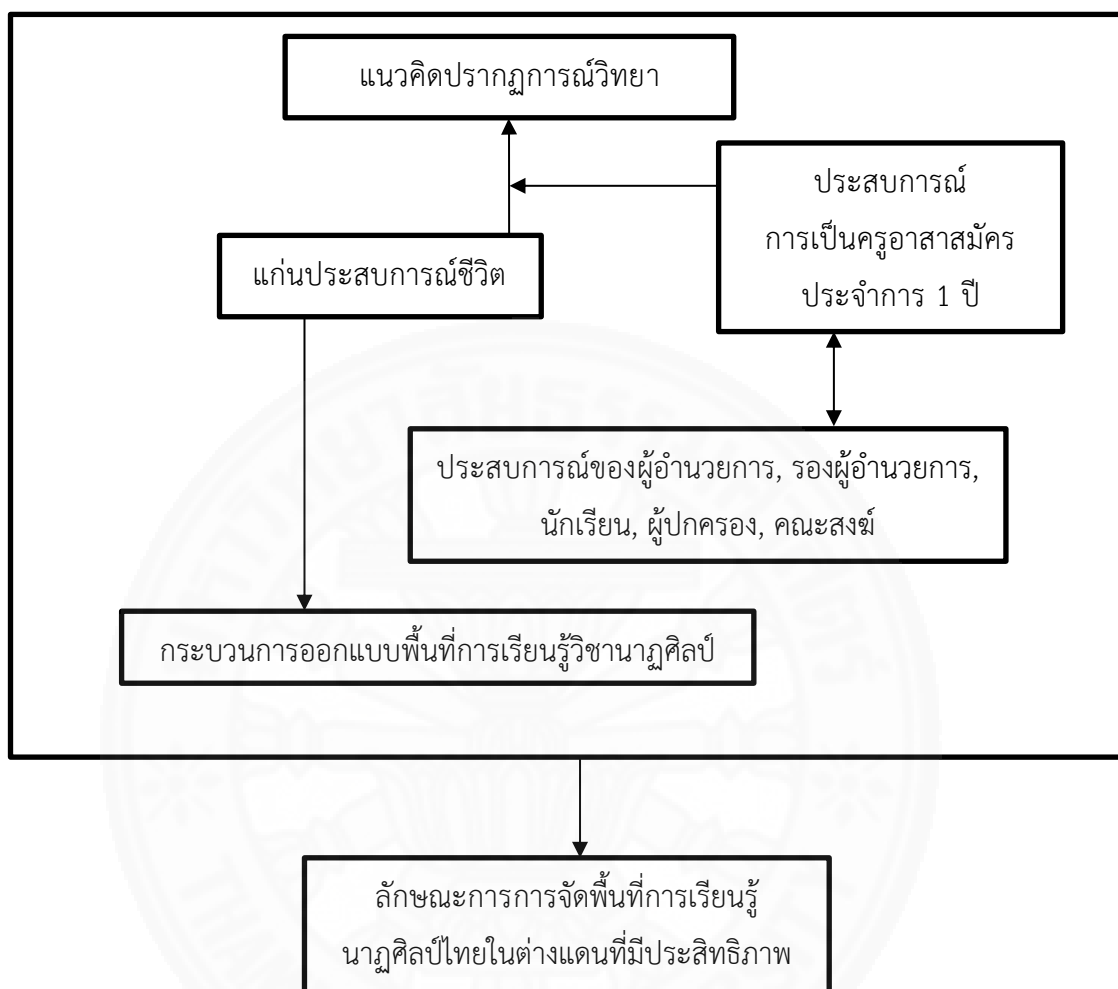 แนวคิดปรากฏการณ์วิทยา
ประสบการณ์
การเป็นครูอาสาสมัคร
ประจำการ 1 ปี
แก่นประสบการณ์ชีวิต
ประสบการณ์ของผู้อำนวยการ, รองผู้อำนวยการ,
นักเรียน, ผู้ปกครอง, คณะสงฆ์
กระบวนการออกแบบพื้นที่การเรียนรู้วิชานาฏศิลป์
ลักษณะการการจัดพื้นที่การเรียนรู้
นาฏศิลป์ไทยในต่างแดนที่มีประสิทธิภาพ